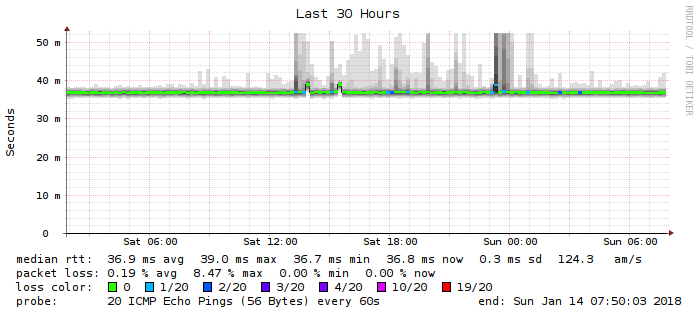 Last 30 Hours
RRDTOOL / TOBI OETIKER
Seconds
50 m
40 m
30 m
20 m
10 m
0
Sat 06:00 Sat 12:00 Sat 18:00 Sun 00:00 Sun 06:00
median rtt: 36.9 ms avg 39.0 ms max 36.7 ms min 36.8 ms now 0.3 ms sd 124.3 am/s
packet loss: 0.19 % avg 8.47 % max 0.00 % min 0.00 % now
loss color: 0 1/20 2/20 3/20 4/20 10/20 19/20
probe: 20 ICMP Echo Pings (56 Bytes) every 60s end: Sun Jan 14 07:50:03 2018